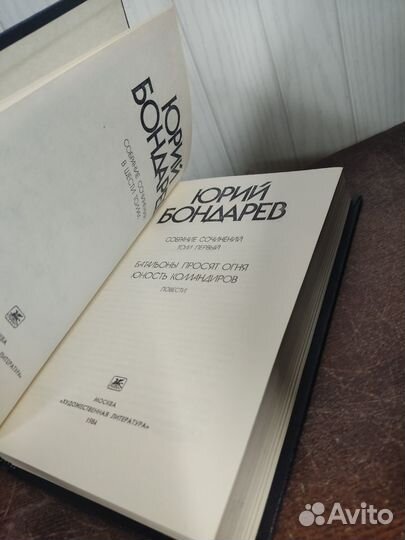 ЮРИЙ
БОНДАРЕВ
СОБРАНИЕ СОЧИНЕНИЙ
В ШЕСТИ ТОМАХ
ЛИТЕРАТУРА»
ЮРИЙ
БОНДАРЕВ
СОБРАНИЕ СОЧИНЕНИЙ
ТОМ ПЕРВЫЙ
БАТАЛЬОНЫ ПРОСЯТ ОГНЯ
ЮНОСТЬ КОМАНДИРОВ
ПОВЕСТИ
МОСКВА
«ХУДОЖЕСТВЕННАЯ ЛИТЕРАТУРА»
1984
Avito